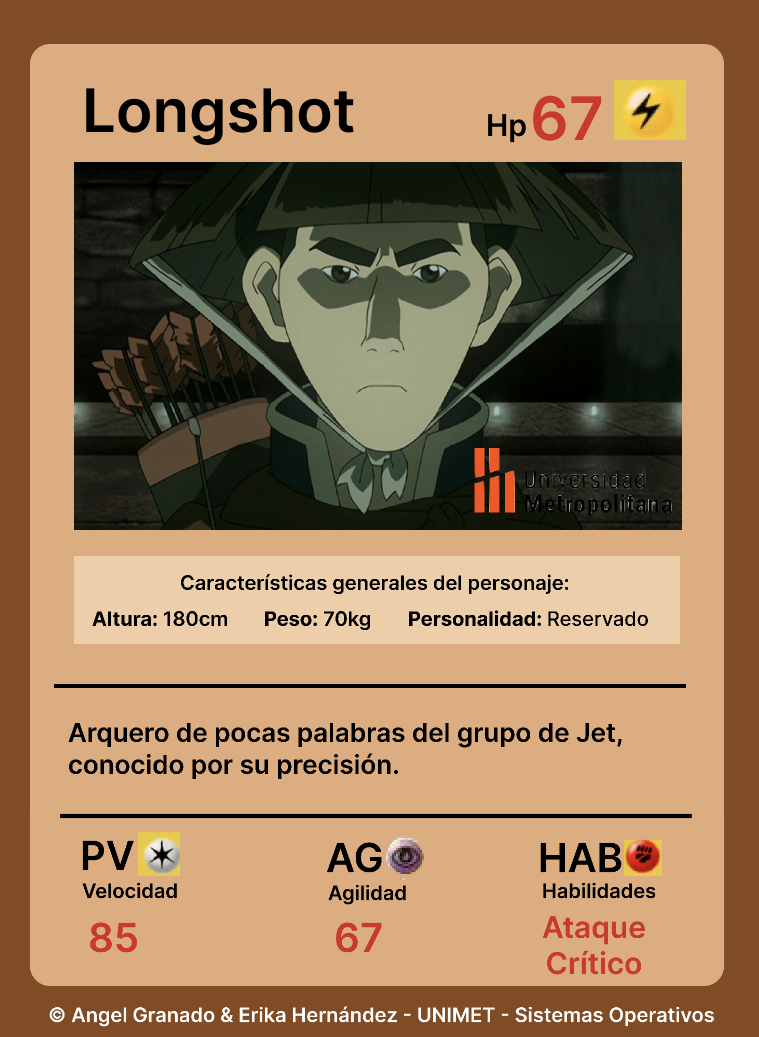 Longshot
Hp 67
Universidad
Metropolitana
Características generales del personaje:
Altura: 180cm Peso: 70kg Personalidad: Reservado
Arquero de pocas palabras del grupo de Jet,
conocido por su precisión.
PV AG HAB
Velocidad Agilidad Habilidades
85 67 Ataque
Crítico
© Angel Granado & Erika Hernández - UNIMET - Sistemas Operativos